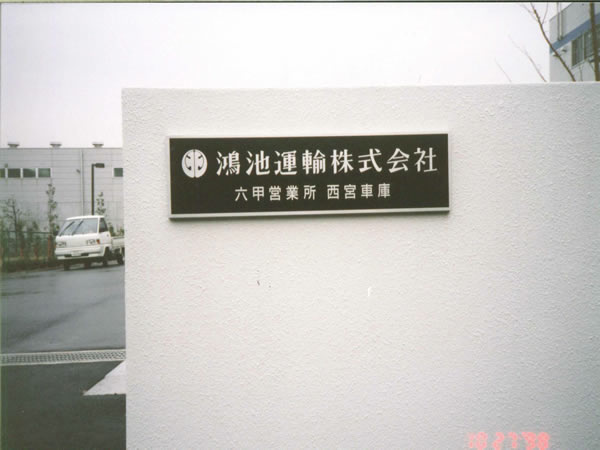 鴻池運輸株式会社
六甲営業所 西宮車庫